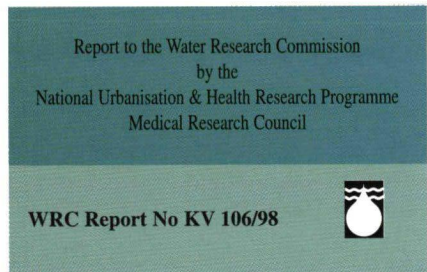 Report to the Water Research Commission
by the
National Urbanisation & Health Research Programme
Medical Research Council
WRC Report No KV 106/98